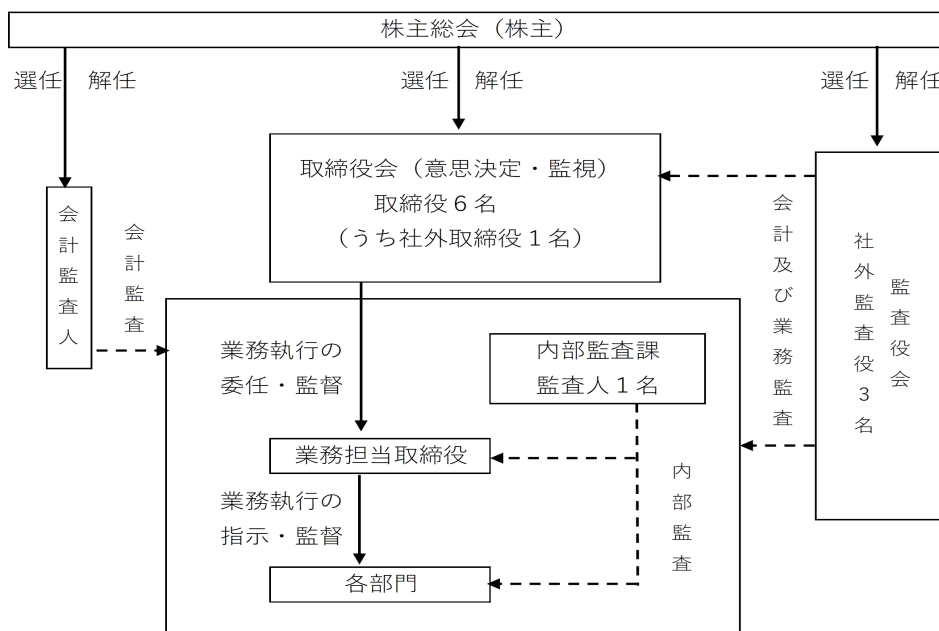 株主総会（株主）
選任　解任
選任　解任
選任　解任
取締役会（意思決定・監視）
取締役６名
（うち社外取締役１名）
会計監査人
会計監査
会計及び業務監査
監査役会
社外監査役３名
業務執行の
委任・監督
内部監査課
監査人１名
業務担当取締役
内部監査
業務執行の
指示・監督
各部門